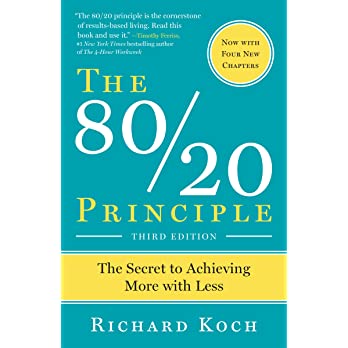 "The 80/20 principle is the cornerstone
of results-based living. Read this
book and use it." —Timothy Ferriss,
#1 New York Times bestselling author
of The 4-Hour Workweek
Now with
Four New
Chapters
The
80/20
Principle
Third Edition
The Secret to Achieving
More with Less
Richard Koch